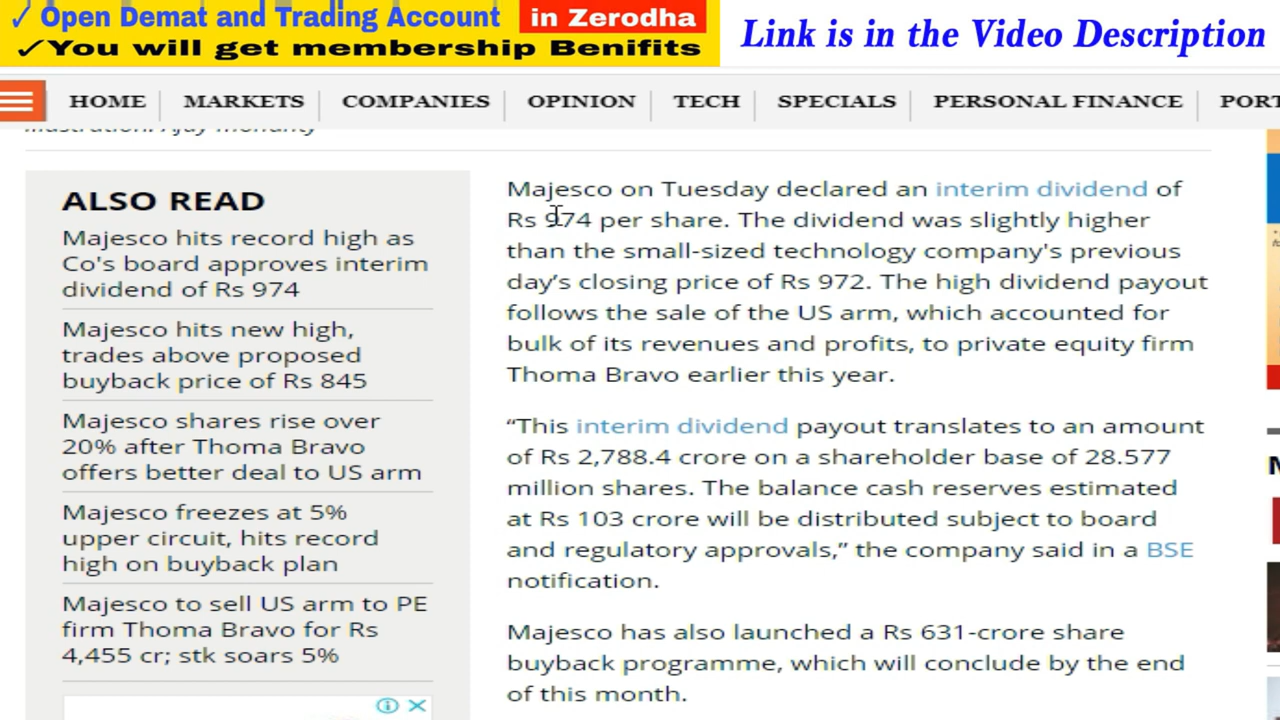 ✓ Open Demat and Trading Account in Zerodha
✓You will get membership Benifits
Link is in the Video Description
HOME MARKETS COMPANIES OPINION TECH SPECIALS PERSONAL FINANCE PORT
ALSO READ
Majesco hits record high as
Co's board approves interim
dividend of Rs 974
Majesco hits new high,
trades above proposed
buyback price of Rs 845
Majesco shares rise over
20% after Thoma Bravo
offers better deal to US arm
Majesco freezes at 5%
upper circuit, hits record
high on buyback plan
Majesco to sell US arm to PE
firm Thoma Bravo for Rs
4,455 cr; stk soars 5%
Majesco on Tuesday declared an interim dividend of
Rs 974 per share. The dividend was slightly higher
than the small-sized technology company's previous
day’s closing price of Rs 972. The high dividend payout
follows the sale of the US arm, which accounted for
bulk of its revenues and profits, to private equity firm
Thoma Bravo earlier this year.
“This interim dividend payout translates to an amount
of Rs 2,788.4 crore on a shareholder base of 28.577
million shares. The balance cash reserves estimated
at Rs 103 crore will be distributed subject to board
and regulatory approvals,” the company said in a BSE
notification.
Majesco has also launched a Rs 631-crore share
buyback programme, which will conclude by the end
of this month.